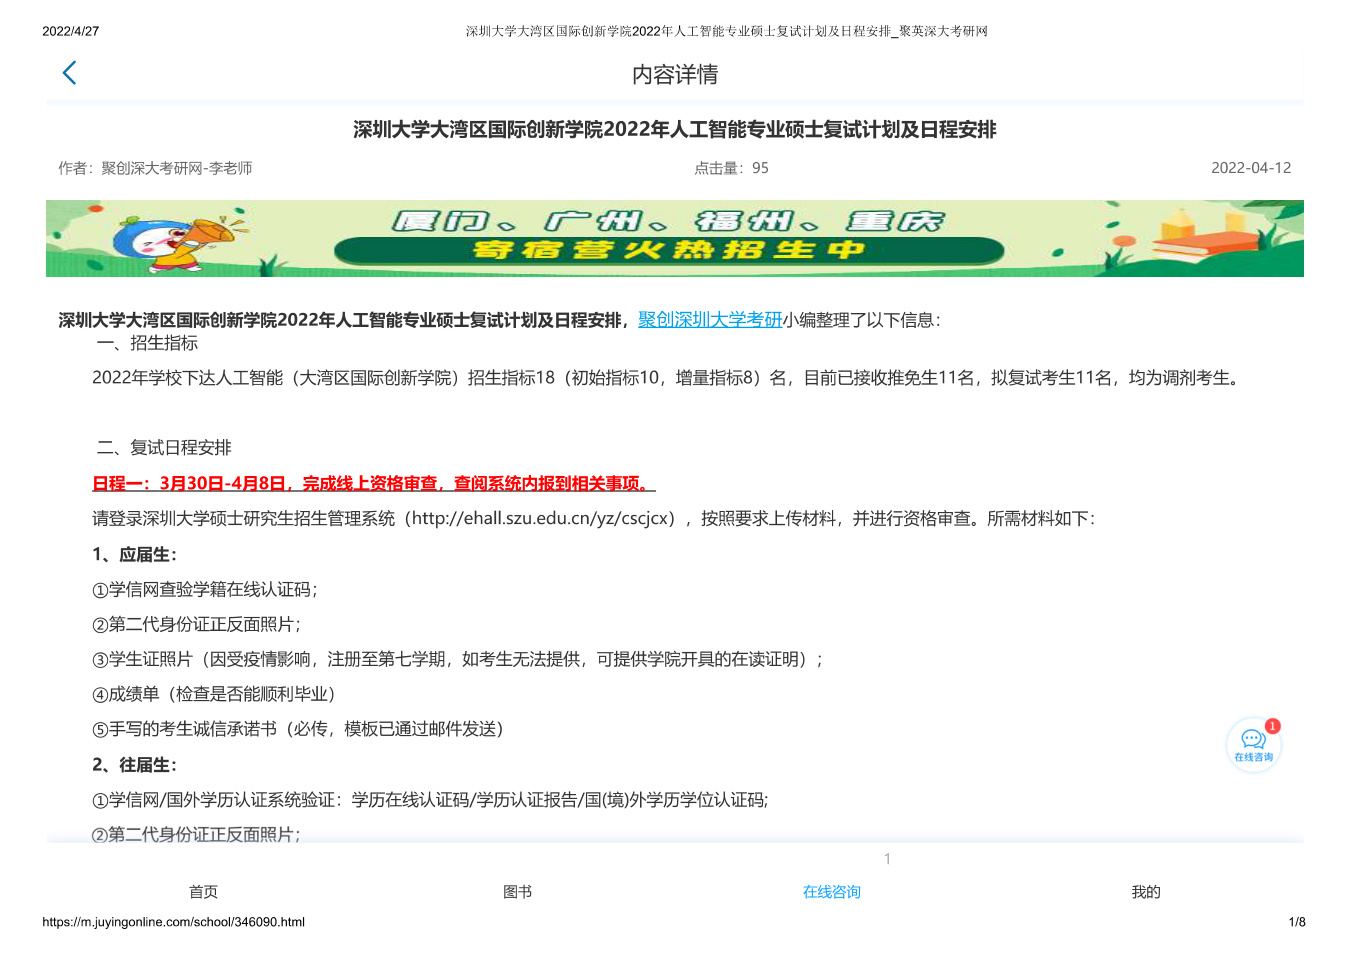 2022/4/27
深圳大学大湾区国际创新学院2022年人工智能专业硕士复试计划及日程安排_聚英深大考研网
内容详情
深圳大学大湾区国际创新学院2022年人工智能专业硕士复试计划及日程安排
作者：聚创深大考研网-李老师
点击量：95
2022-04-12
厦门、广州、福州、重庆
寄宿营火热招生中
深圳大学大湾区国际创新学院2022年人工智能专业硕士复试计划及日程安排，聚创深圳大学考研小编整理了以下信息：
一、招生指标
2022年学校下达人工智能（大湾区国际创新学院）招生指标18（初始指标10，增量指标8）名，目前已接收推免生11名，拟复试考生11名，均为调剂考生。
二、复试日程安排
日程一：3月30日-4月8日，完成线上资格审查，查阅系统内报到相关事项。
请登录深圳大学硕士研究生招生管理系统（http://ehall.szu.edu.cn/yz/cscjcx），按照要求上传材料，并进行资格审查。所需材料如下：
1、应届生：
①学信网查验学籍在线认证码；
②第二代身份证正反面照片；
③学生证照片（因受疫情影响，注册至第七学期，如考生无法提供，可提供学院开具的在读证明）；
④成绩单（检查是否能顺利毕业）
⑤手写的考生诚信承诺书（必传，模板已通过邮件发送）
1
在线咨询
2、往届生：
①学信网/国外学历认证系统验证：学历在线认证码/学历认证报告/国(境)外学历学位认证码;
②第二代身份证正反面照片；
1
首页
图书
在线咨询
我的
https://m.juyingonline.com/school/346090.html
1/8